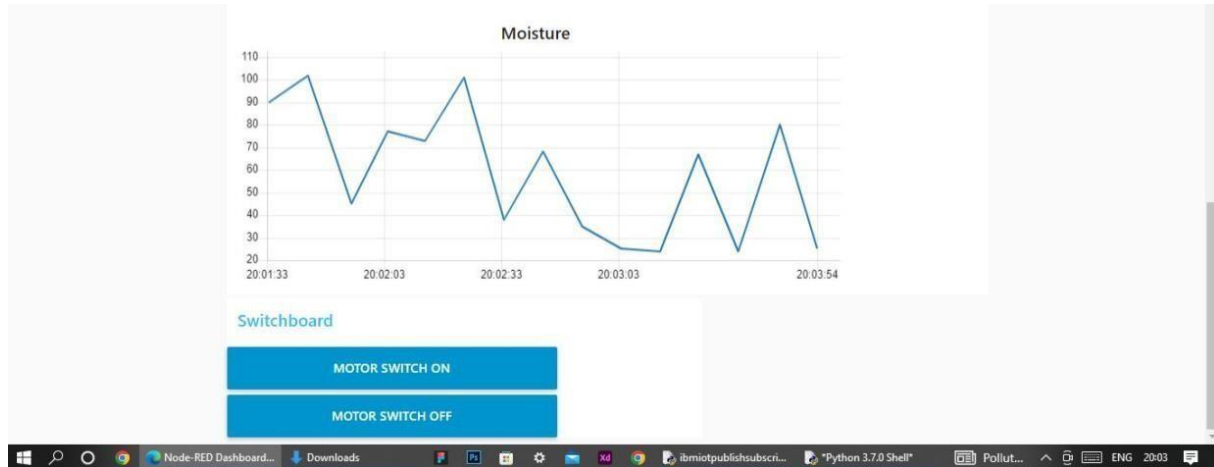 Moisture
110
100
90
80
70
60
50
40
30
20
20:01:33 20:02:03 20:02:33 20:03:03 20:03:54
Switchboard
MOTOR SWITCH ON
MOTOR SWITCH OFF
Node-RED Dashboard... Downloads Ps Xd ibmiotpublishsubscri... *Python 3.7.0 Shell* Pollut... ENG 20:03